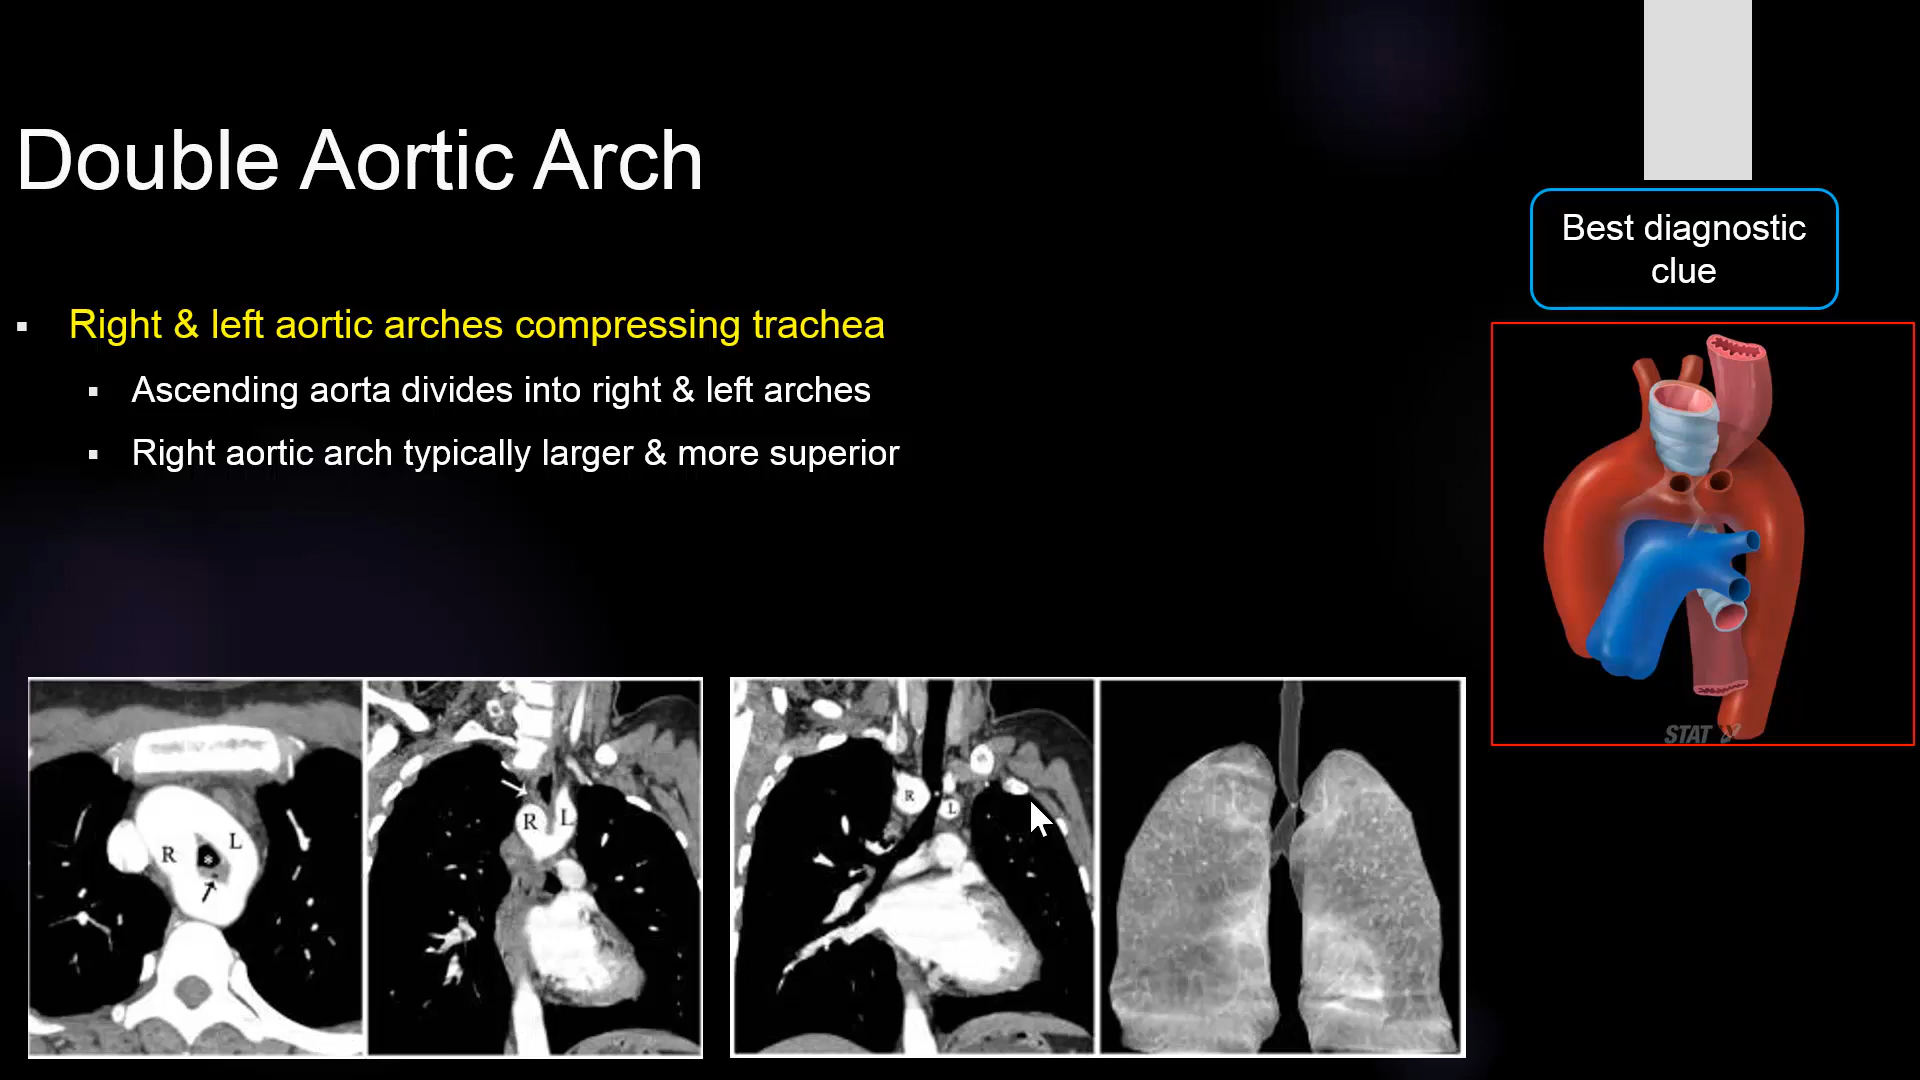 Double Aortic Arch
Best diagnostic
clue
▪ Right & left aortic arches compressing trachea
▪ Ascending aorta divides into right & left arches
▪ Right aortic arch typically larger & more superior
R
L
*
R
L
R
L
STAT